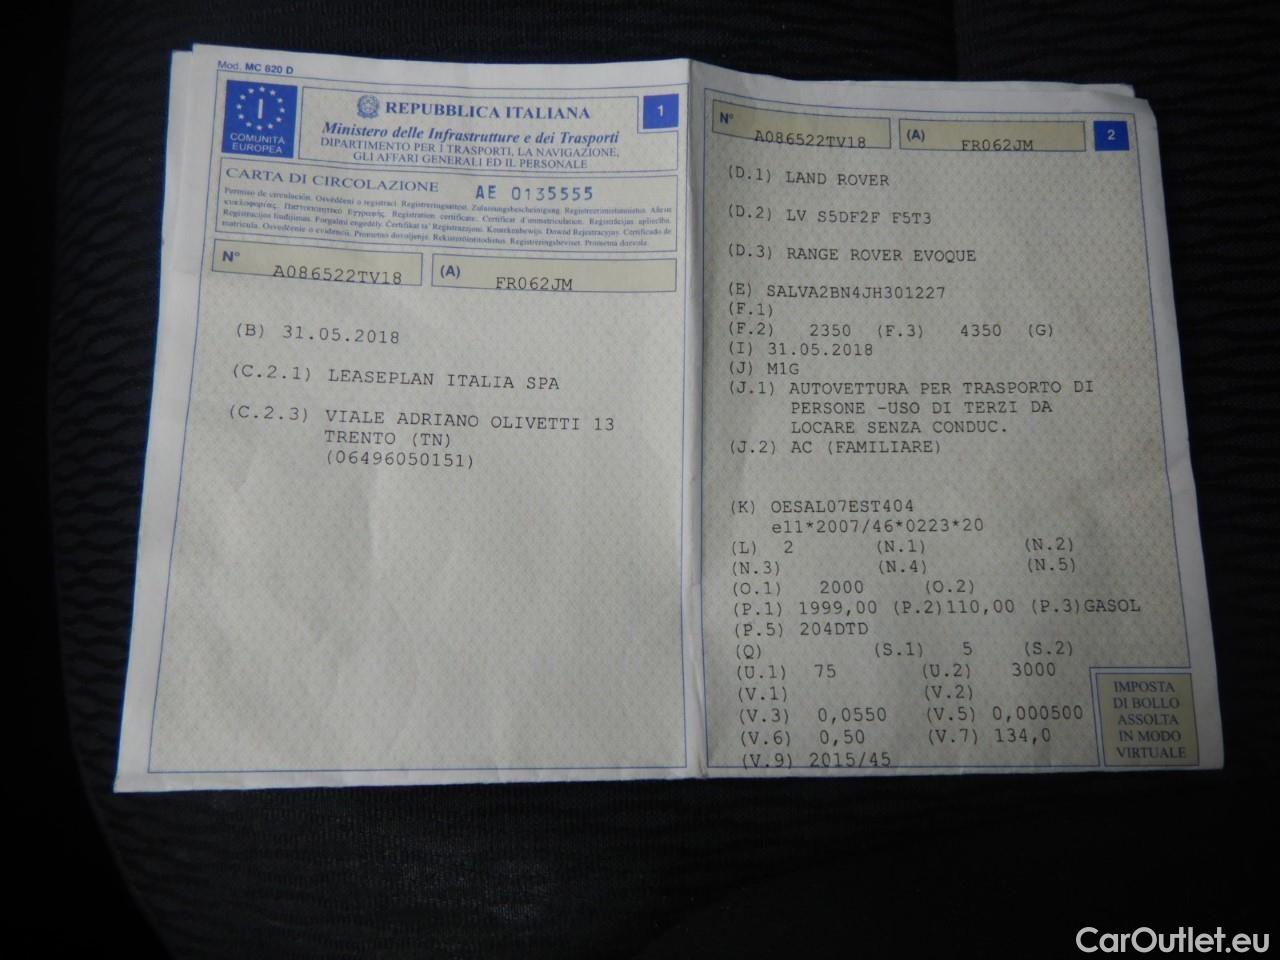 Mod. MC 820 D
I
COMUNITÀ
EUROPEA
REPUBBLICA ITALIANA
Ministero delle Infrastrutture e dei Trasporti
DIPARTIMENTO PER I TRASPORTI, LA NAVIGAZIONE,
GLI AFFARI GENERALI ED IL PERSONALE
1
CARTA DI CIRCOLAZIONE AE 0135555
N° A086522TV18 (A) FR062JM
(B) 31.05.2018
(C.2.1) LEASEPLAN ITALIA SPA
(C.2.3) VIALE ADRIANO OLIVETTI 13
TRENTO (TN)
(06496050151)
N° A086522TV18 (A) FR062JM
2
(D.1) LAND ROVER
(D.2) LV S5DF2F F5T3
(D.3) RANGE ROVER EVOQUE
(E) SALVA2BN4JH301227
(F.1)
(F.2) 2350 (F.3) 4350 (G)
(I) 31.05.2018
(J) M1G
(J.1) AUTOVETTURA PER TRASPORTO DI
PERSONE -USO DI TERZI DA
LOCARE SENZA CONDUC.
(J.2) AC (FAMILIARE)
(K) OESAL07EST404
e11*2007/46*0223*20
(L) 2 (N.1) (N.2)
(N.3) (N.4) (N.5)
(O.1) 2000 (O.2)
(P.1) 1999,00 (P.2)110,00 (P.3)GASOL
(P.5) 204DTD
(Q) (S.1) 5 (S.2)
(U.1) 75 (U.2) 3000
(V.1) (V.2)
(V.3) 0,0550 (V.5) 0,000500
(V.6) 0,50 (V.7) 134,0
(V.9) 2015/45
IMPOSTA
DI BOLLO
ASSOLTA
IN MODO
VIRTUALE
CarOutlet.eu